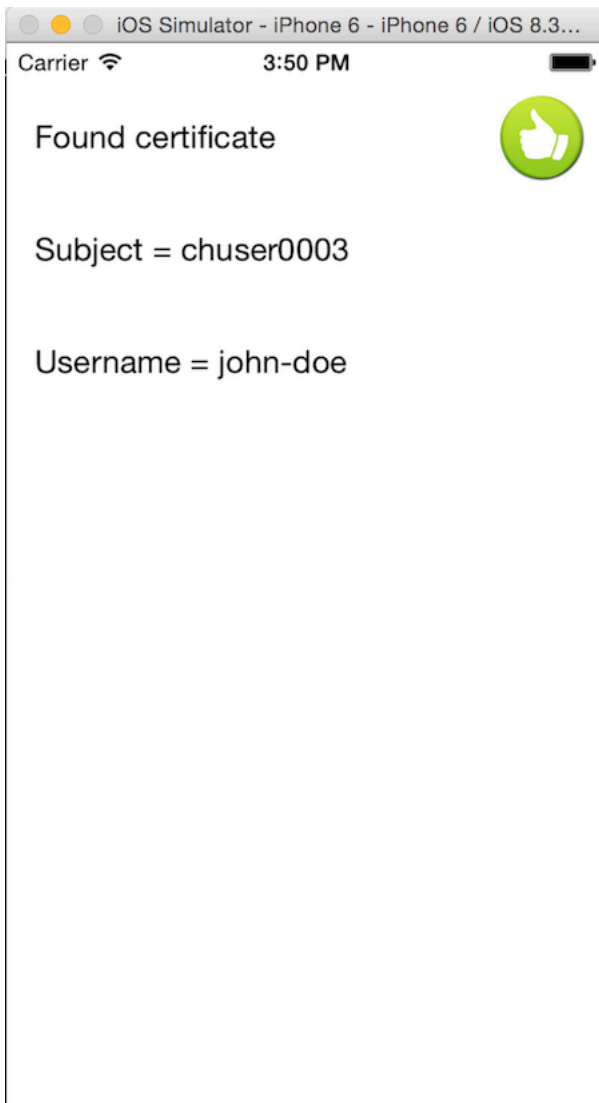 iOS Simulator - iPhone 6 - iPhone 6 / iOS 8.3...
Carrier 3:50 PM
Found certificate
Subject = chuser0003
Username = john-doe